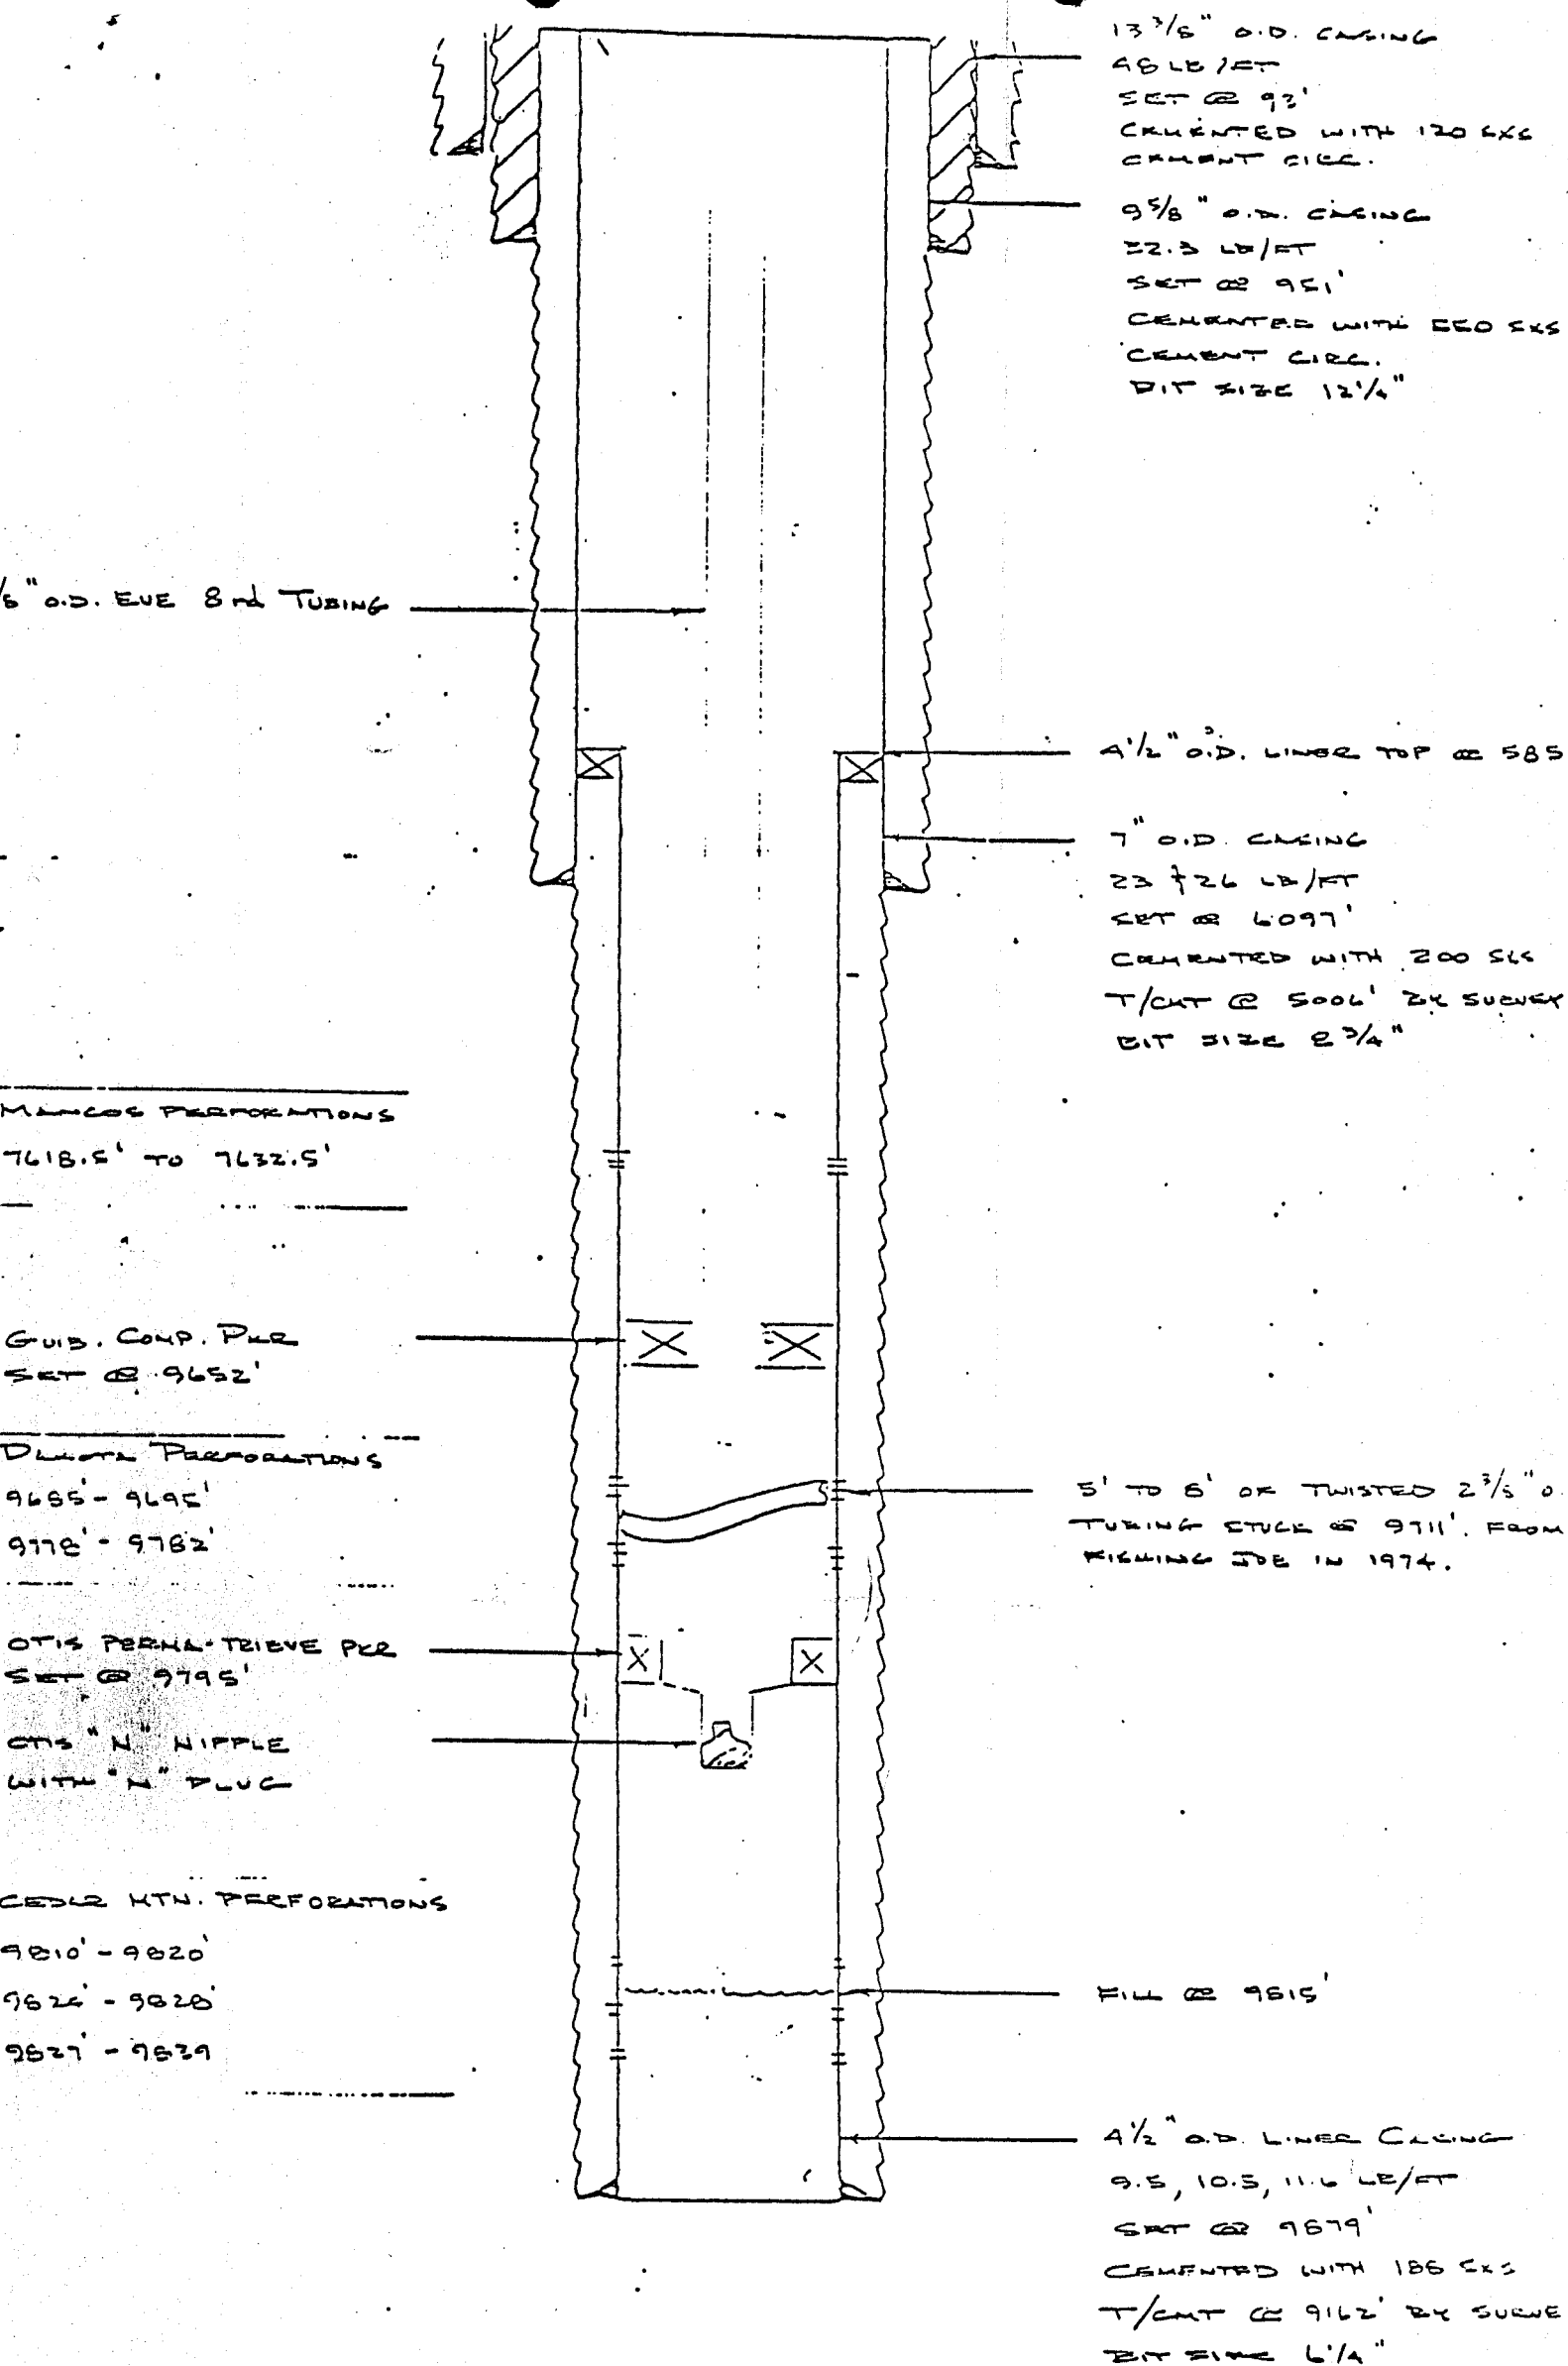 13 3/8" O.D. CASING
48 LB/FT
SET @ 93'
CEMENTED WITH 120 SXS
CEMENT CIRC.
9 5/8" O.D. CASING
32.3 LB/FT
SET @ 951'
CEMENTED WITH SXS
CEMENT CIRC.
BIT SIZE 12 1/4"
/8" O.D. EUE 8 rd TUBING
4 1/2" O.D. LINER TOP @ 585
7" O.D. CASING
23 & 26 LB/FT
SET @ 6097'
CEMENTED WITH 200 SXS
T/CMT @ 5006' BY SURVEY
BIT SIZE 8 3/4"
MANCOS PERFORATIONS
7618.5' TO 7632.5'
GUIB. COMP. PKR
SET @ 9652'
DAKOTA PERFORATIONS
9685' - 9695'
9778' - 9782'
5' TO 8' OF TWISTED 2 3/8" O.
TUBING STUCK @ 9711'. FROM
FISHING JOB IN 1974.
OTIS PERMA-TRIEVE PKR
SET @ 9795'
OTIS "N" NIPPLE
WITH "N" PLUG
CEDAR MTN. PERFORATIONS
9810' - 9820'
9824' - 9828'
9837' - 9839
FILL @ 9815'
4 1/2" O.D. LINER CASING
9.5, 10.5, 11.6 LB/FT
SET @ 9879'
CEMENTED WITH SXS
T/CMT @ 9162' BY SURVE
BIT SIZE 6 1/4"